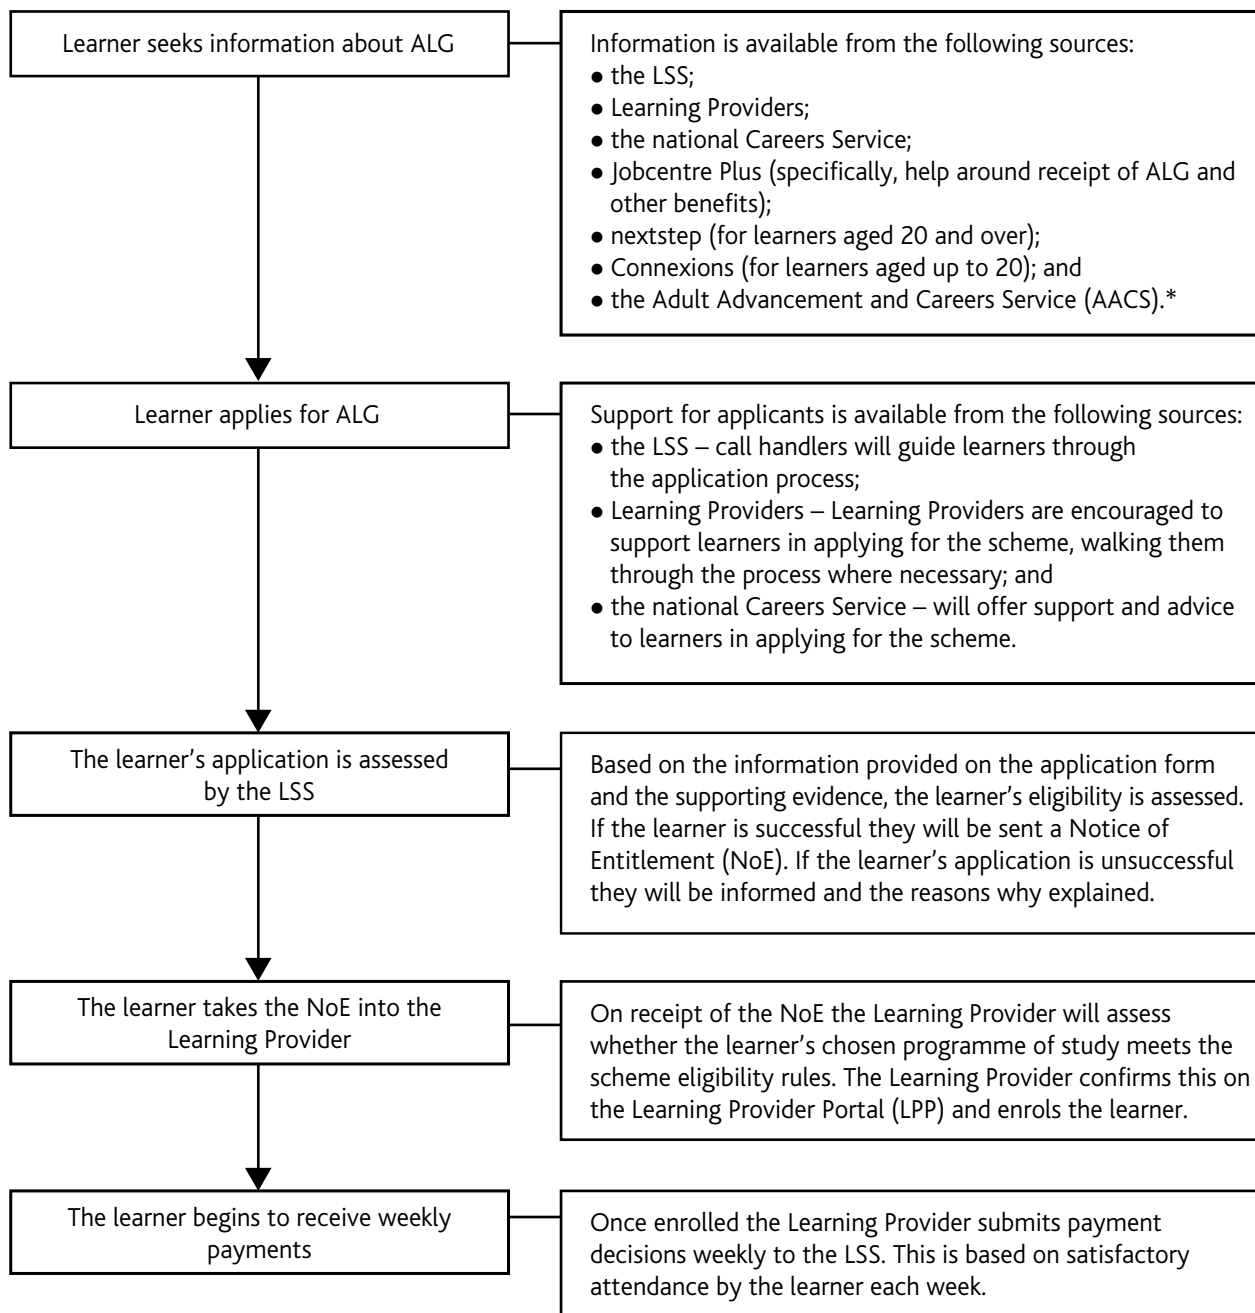 Learner seeks information about ALG
Information is available from the following sources:
● the LSS;
● Learning Providers;
● the national Careers Service;
● Jobcentre Plus (specifically, help around receipt of ALG and
other benefits);
● nextstep (for learners aged 20 and over);
● Connexions (for learners aged up to 20); and
● the Adult Advancement and Careers Service (AACS).*
Learner applies for ALG
Support for applicants is available from the following sources:
● the LSS – call handlers will guide learners through
the application process;
● Learning Providers – Learning Providers are encouraged to
support learners in applying for the scheme, walking them
through the process where necessary; and
● the national Careers Service – will offer support and advice
to learners in applying for the scheme.
The learner’s application is assessed
by the LSS
Based on the information provided on the application form
and the supporting evidence, the learner’s eligibility is assessed.
If the learner is successful they will be sent a Notice of
Entitlement (NoE). If the learner’s application is unsuccessful
they will be informed and the reasons why explained.
The learner takes the NoE into the
Learning Provider
On receipt of the NoE the Learning Provider will assess
whether the learner’s chosen programme of study meets the
scheme eligibility rules. The Learning Provider confirms this on
the Learning Provider Portal (LPP) and enrols the learner.
The learner begins to receive weekly
payments
Once enrolled the Learning Provider submits payment
decisions weekly to the LSS. This is based on satisfactory
attendance by the learner each week.